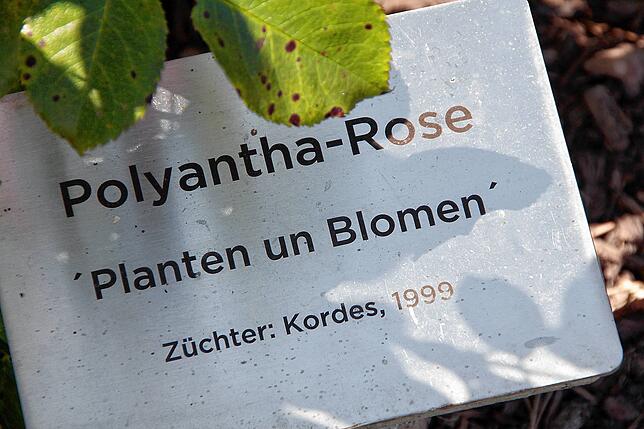 Polyantha-Rose
´Planten un Blomen´
Züchter: Kordes, 1999